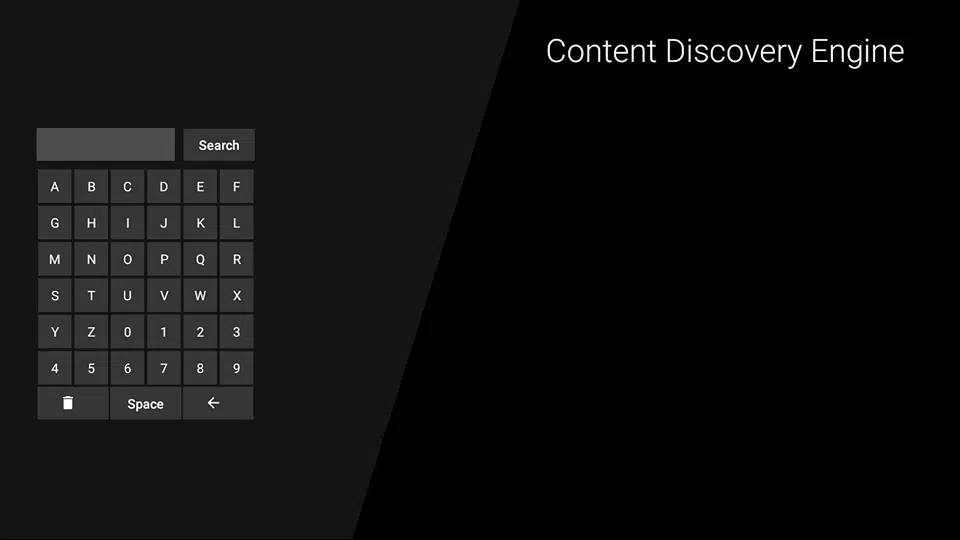 Content Discovery Engine
Search
A B C D E F
G H I J K L
M N O P Q R
S T U V W X
Y Z 0 1 2 3
4 5 6 7 8 9
Space